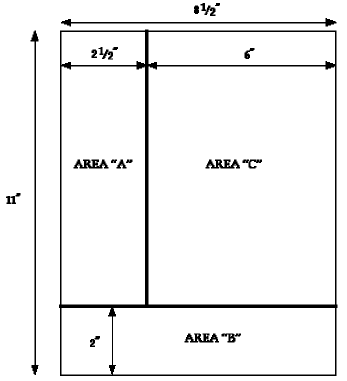 8 1/2"
2 1/2" 6"
AREA "A" AREA "C"
11"
2" AREA "B"